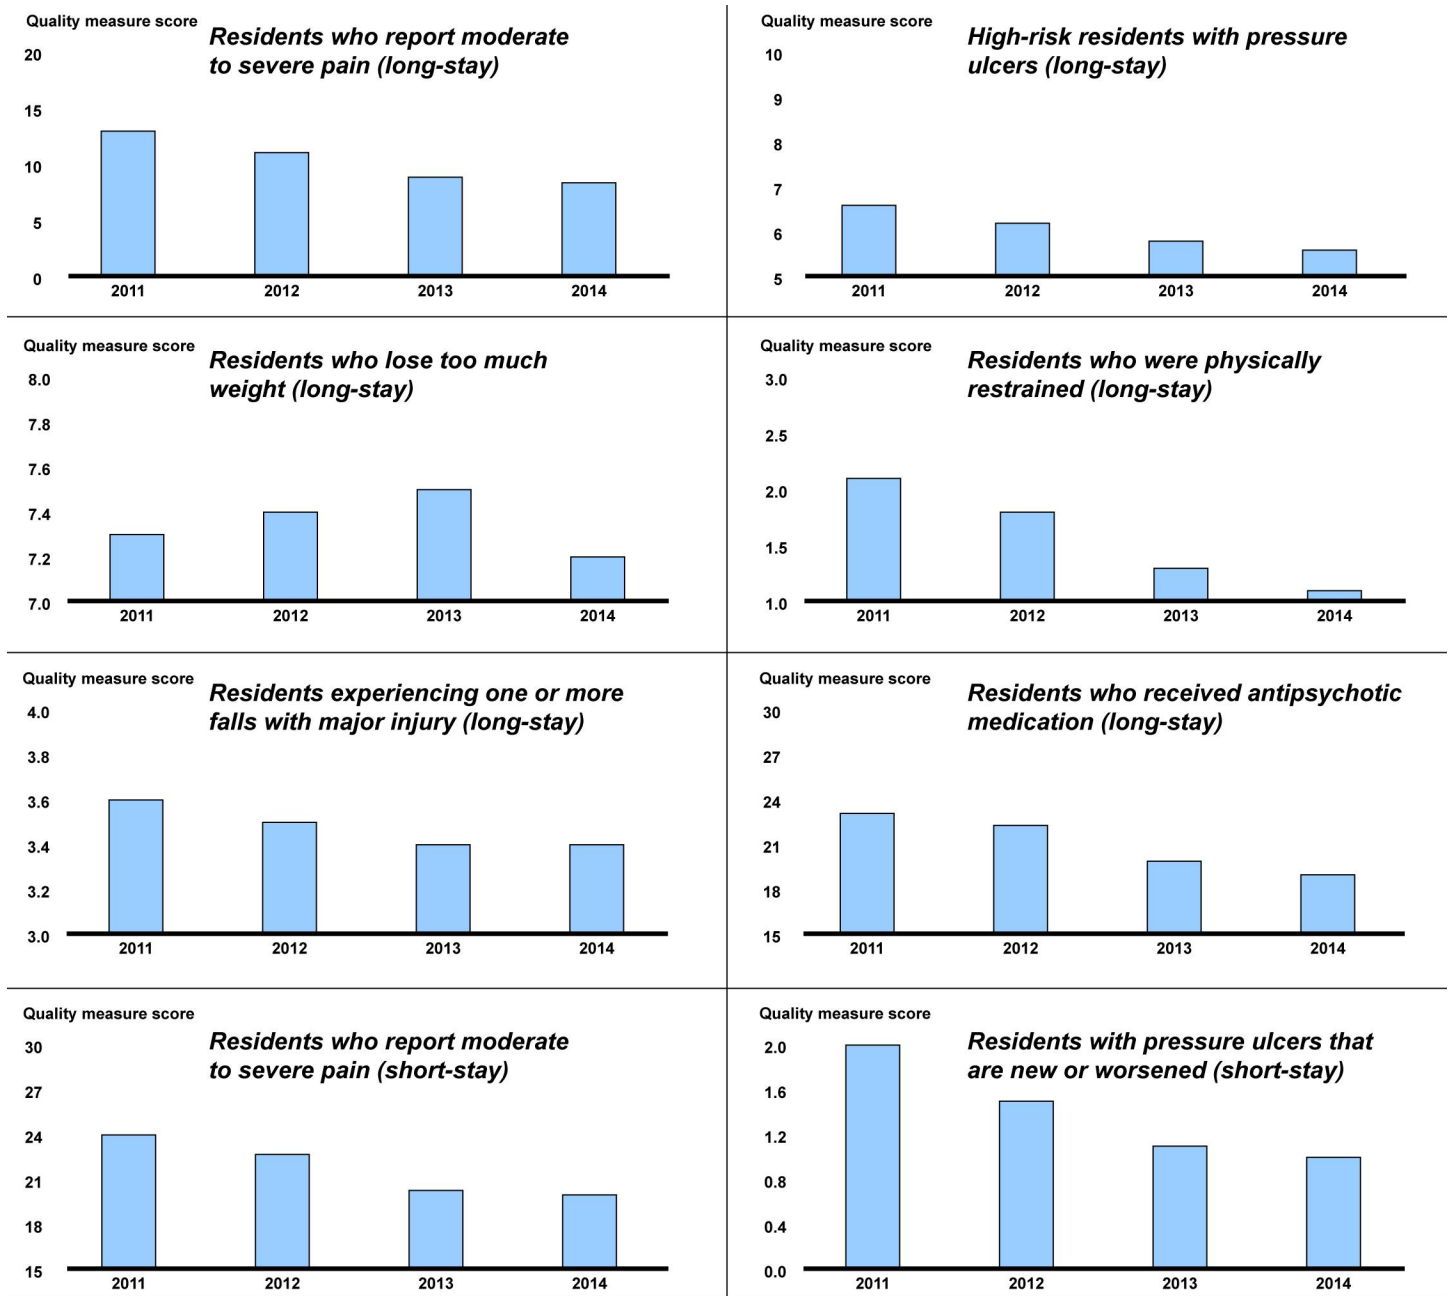 Quality measure score
Residents who report moderate
to severe pain (long-stay)
20
15
10
5
0
2011 2012 2013 2014
Quality measure score
High-risk residents with pressure
ulcers (long-stay)
10
9
8
7
6
5
2011 2012 2013 2014
Quality measure score
Residents who lose too much
weight (long-stay)
8.0
7.8
7.6
7.4
7.2
7.0
2011 2012 2013 2014
Quality measure score
Residents who were physically
restrained (long-stay)
3.0
2.5
2.0
1.5
1.0
2011 2012 2013 2014
Quality measure score
Residents experiencing one or more
falls with major injury (long-stay)
4.0
3.8
3.6
3.4
3.2
3.0
2011 2012 2013 2014
Quality measure score
Residents who received antipsychotic
medication (long-stay)
30
27
24
21
18
15
2011 2012 2013 2014
Quality measure score
Residents who report moderate
to severe pain (short-stay)
30
27
24
21
18
15
2011 2012 2013 2014
Quality measure score
Residents with pressure ulcers that
are new or worsened (short-stay)
2.0
1.6
1.2
0.8
0.4
0.0
2011 2012 2013 2014